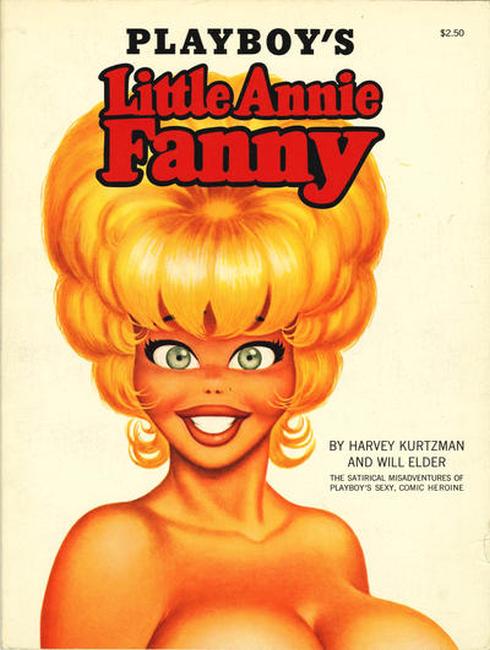 PLAYBOY'S
$2.50
Little Annie
Fanny
BY HARVEY KURTZMAN
AND WILL ELDER
THE SATIRICAL MISADVENTURES OF
PLAYBOY'S SEXY, COMIC HEROINE